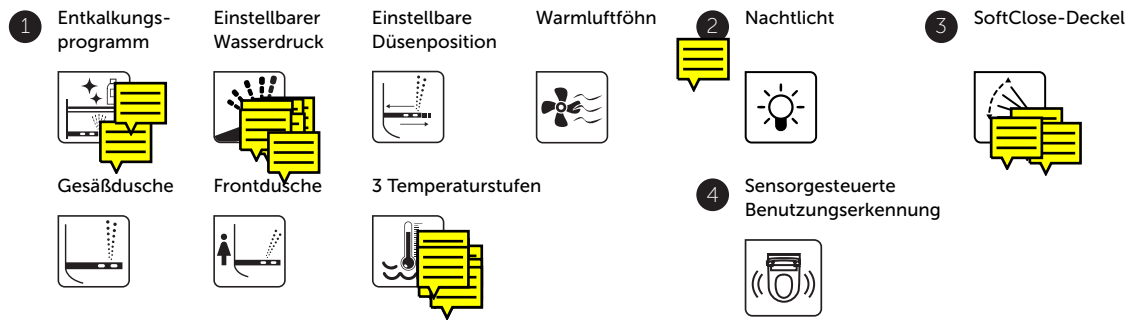 1
Entkalkungs-
programm
Einstellbarer
Wasserdruck
Einstellbare
Düsenposition
Warmluftföhn
2
Nachtlicht
3
SoftClose-Deckel
Gesäßdusche
Frontdusche
3 Temperaturstufen
4
Sensorgesteuerte
Benutzungserkennung